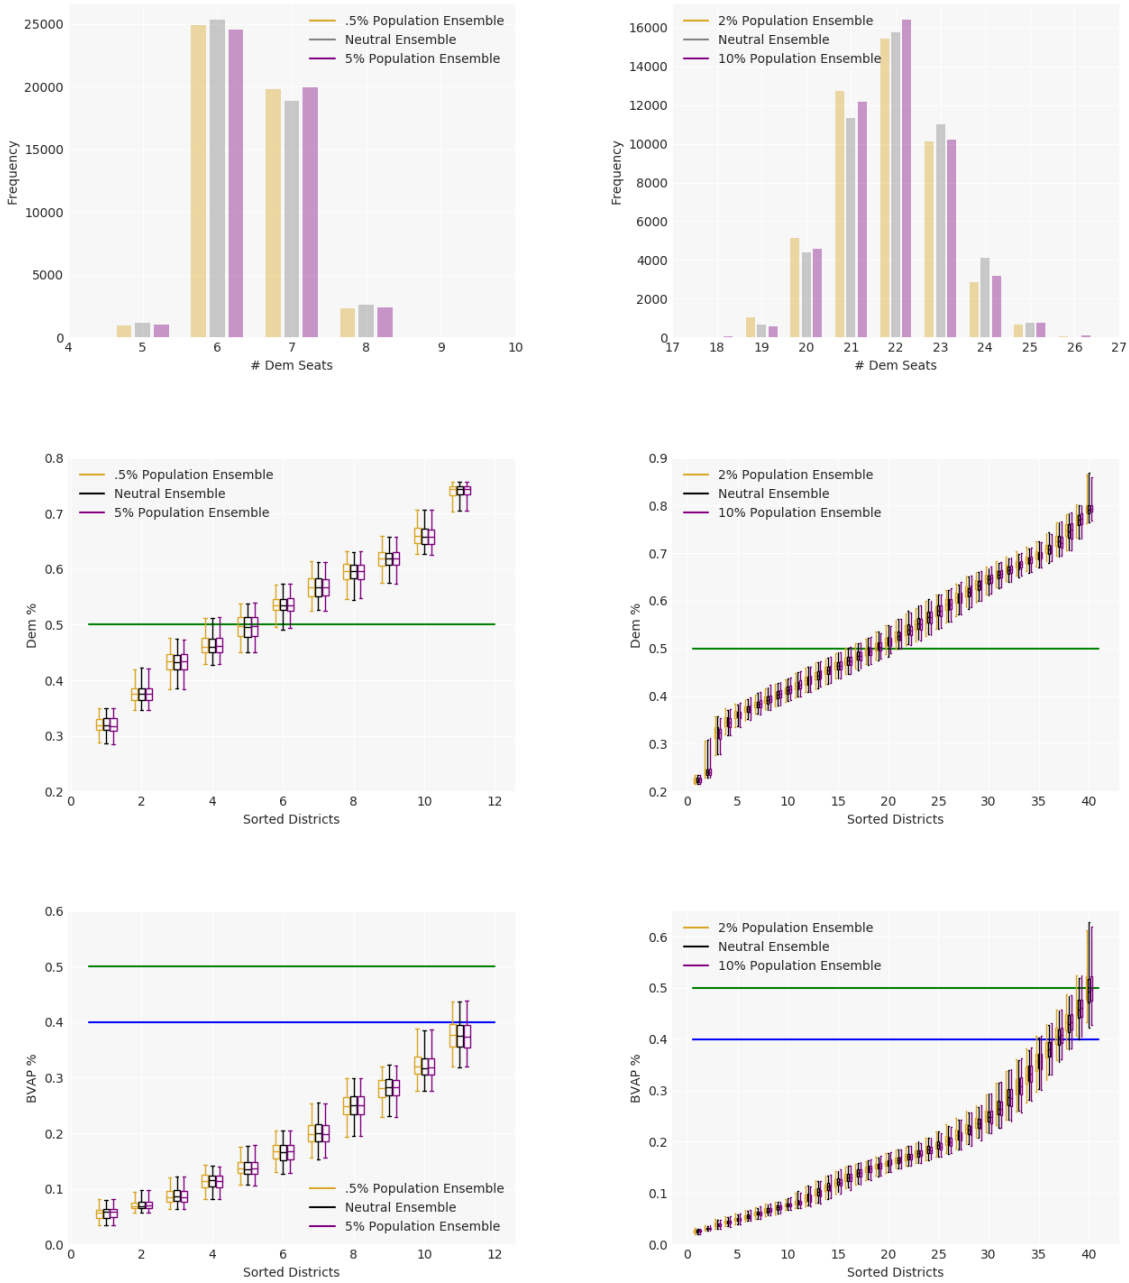 .5% Population Ensemble
Neutral Ensemble
5% Population Ensemble
Frequency
25000
20000
15000
10000
5000
0
4 5 6 7 8 9 10
# Dem Seats
2% Population Ensemble
Neutral Ensemble
10% Population Ensemble
Frequency
16000
14000
12000
10000
8000
6000
4000
2000
0
17 18 19 20 21 22 23 24 25 26 27
# Dem Seats
.5% Population Ensemble
Neutral Ensemble
5% Population Ensemble
Dem %
0.8
0.7
0.6
0.5
0.4
0.3
0.2
0 2 4 6 8 10 12
Sorted Districts
2% Population Ensemble
Neutral Ensemble
10% Population Ensemble
Dem %
0.9
0.8
0.7
0.6
0.5
0.4
0.3
0.2
0 5 10 15 20 25 30 35 40
Sorted Districts
BVAP %
0.6
0.5
0.4
0.3
0.2
0.1
0.0
.5% Population Ensemble
Neutral Ensemble
5% Population Ensemble
0 2 4 6 8 10 12
Sorted Districts
2% Population Ensemble
Neutral Ensemble
10% Population Ensemble
BVAP %
0.6
0.5
0.4
0.3
0.2
0.1
0.0
0 5 10 15 20 25 30 35 40
Sorted Districts